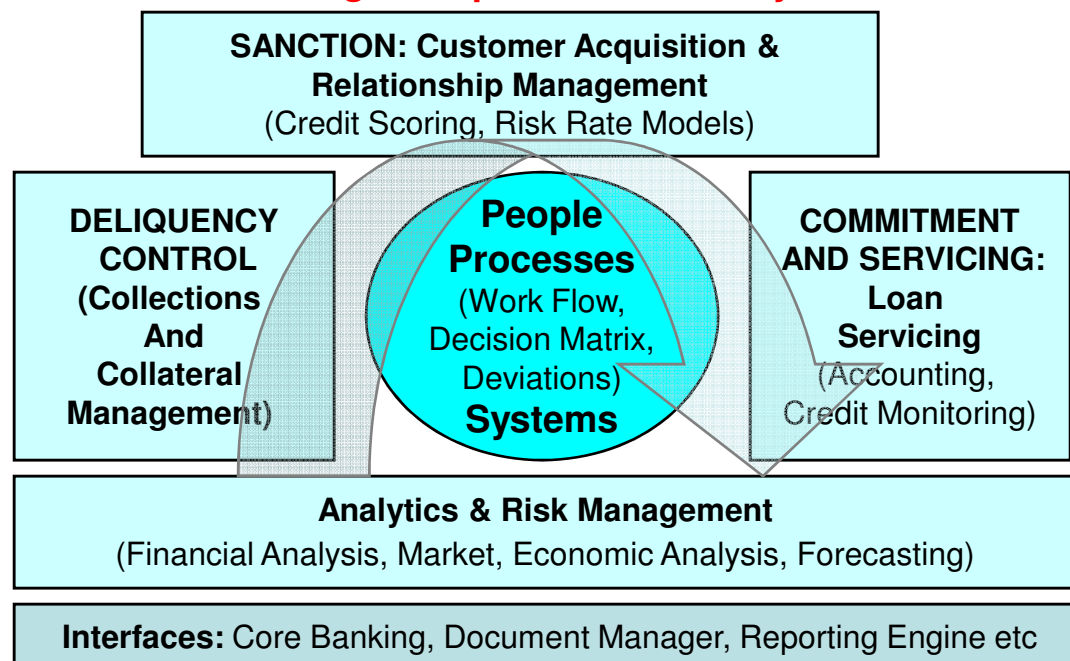 SANCTION: Customer Acquisition &
Relationship Management
(Credit Scoring, Risk Rate Models)
DELIQUENCY
CONTROL
(Collections
And
Collateral
Management)
People
Processes
(Work Flow,
Decision Matrix,
Deviations)
Systems
COMMITMENT
AND SERVICING:
Loan
Servicing
(Accounting,
Credit Monitoring)
Analytics & Risk Management
(Financial Analysis, Market, Economic Analysis, Forecasting)
Interfaces: Core Banking, Document Manager, Reporting Engine etc